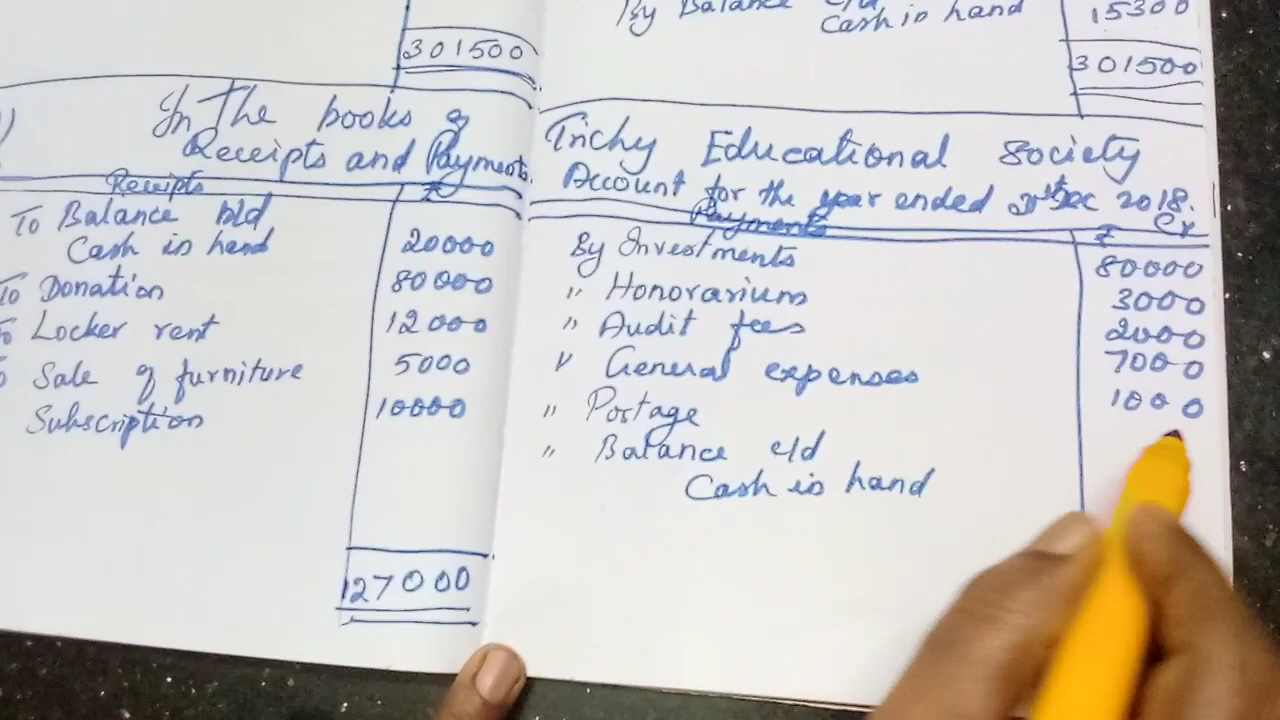 301500
By Balance c/d
Cash in hand 15300
301500
In The books of Trichy Educational Society
Receipts and Payments Account for the year ended 31st Dec 2018.
Receipts ₹
Payments ₹ Cr
To Balance b/d
Cash in hand 20000
To Donation 80000
To Locker rent 12000
To Sale of furniture 5000
Subscription 10000
127000
By Investments 80000
" Honorarium 3000
" Audit fees 2000
" General expenses 7000
" Postage 1000
" Balance c/d
Cash in hand